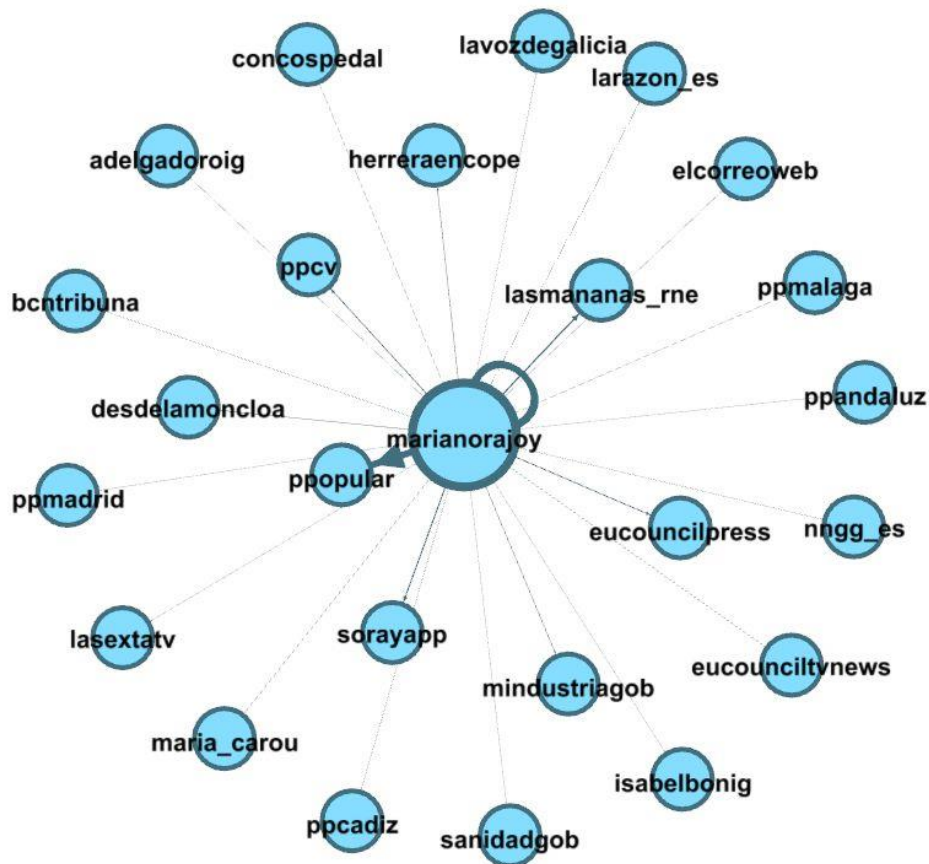 lavozdegalicia
concospedal
larazon_es
adelgadoroig
herreraencope
elcorreoweb
ppcv
bcntribuna
lasmananas_rne
ppmalaga
desdelamoncloa
ppandaluz
marianorajoy
ppopular
ppmadrid
eucouncilpress
nngg_es
lasextatv
sorayapp
eucounciltvnews
mindustriagob
maria_carou
isabelbonig
ppcadiz
sanidadgob